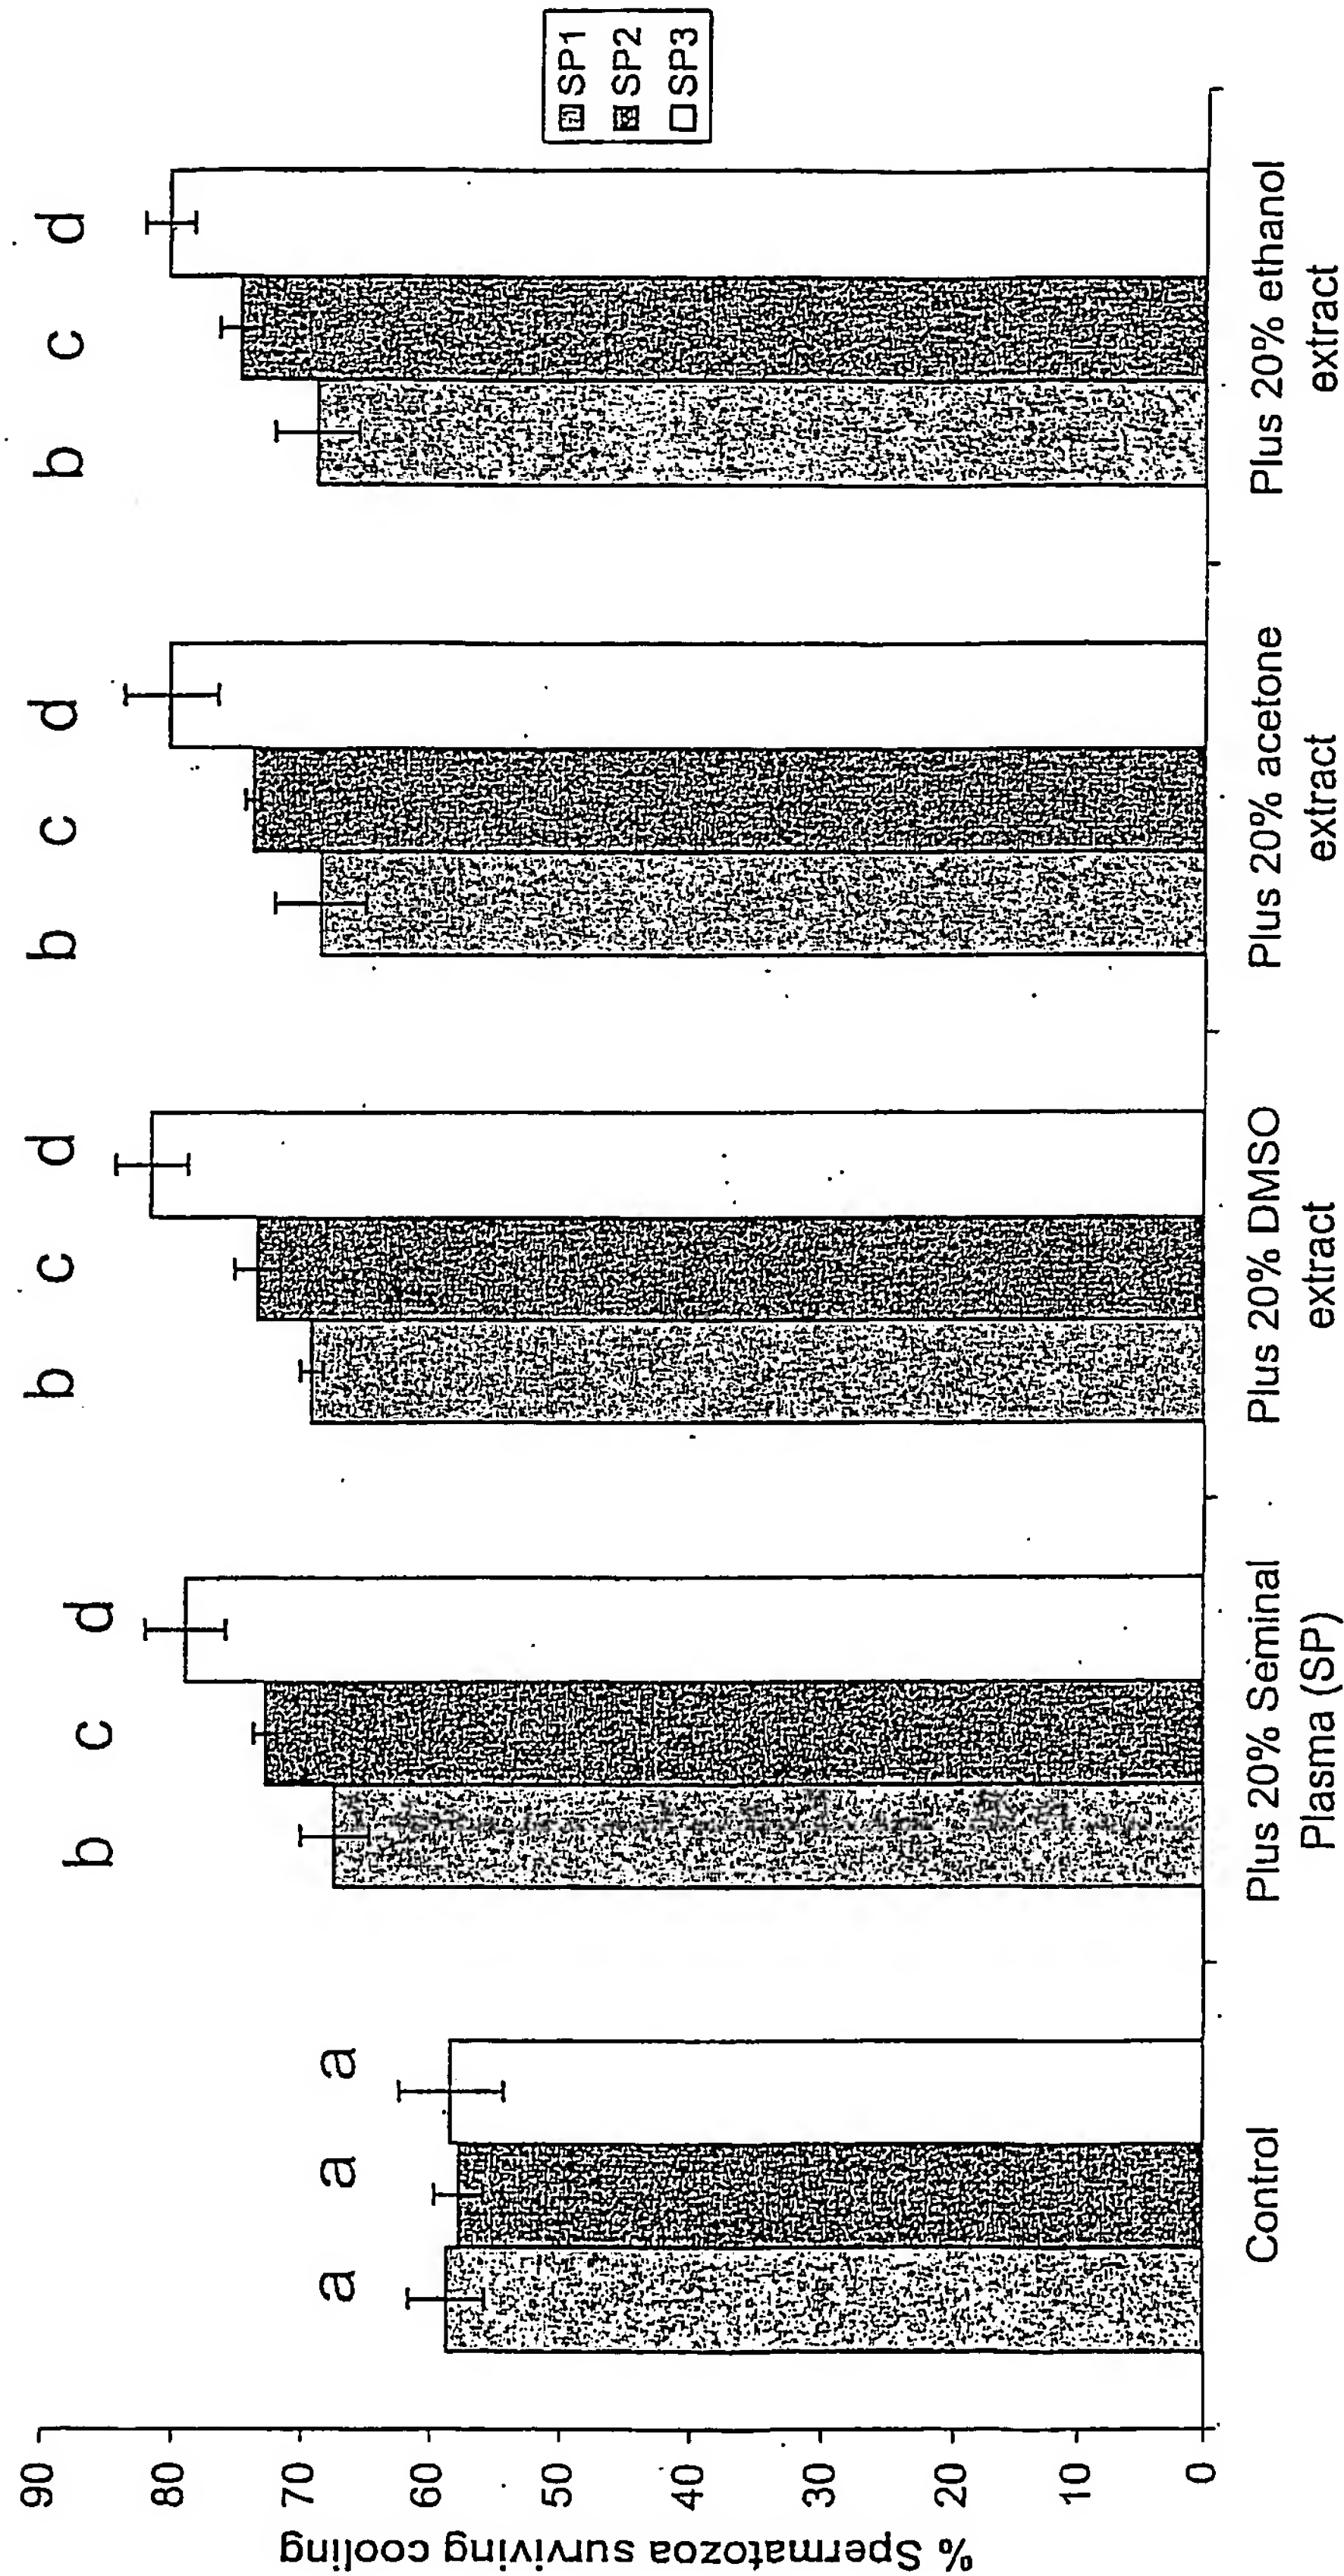 % Spermatozoa surviving cooling
90
80
70
60
50
40
30
20
10
0
a a a
b c d
b c d
b c d
b c d
Control
Plus 20% Seminal
Plasma (SP)
Plus 20% DMSO
extract
Plus 20% acetone
extract
Plus 20% ethanol
extract
SP1
SP2
SP3